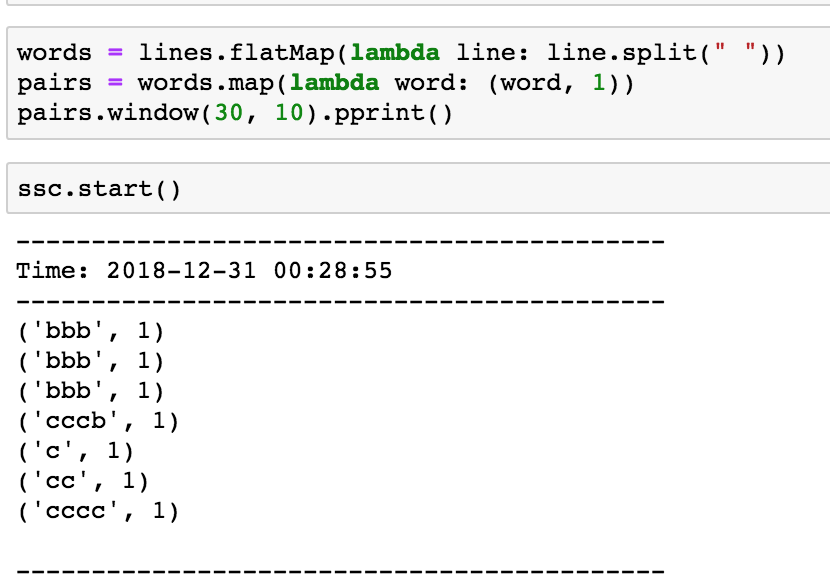 words = lines.flatMap(lambda line: line.split(" "))
pairs = words.map(lambda word: (word, 1))
pairs.window(30, 10).pprint()
ssc.start()
-------------------------------------------
Time: 2018-12-31 00:28:55
-------------------------------------------
('bbb', 1)
('bbb', 1)
('bbb', 1)
('cccb', 1)
('c', 1)
('cc', 1)
('cccc', 1)
-------------------------------------------